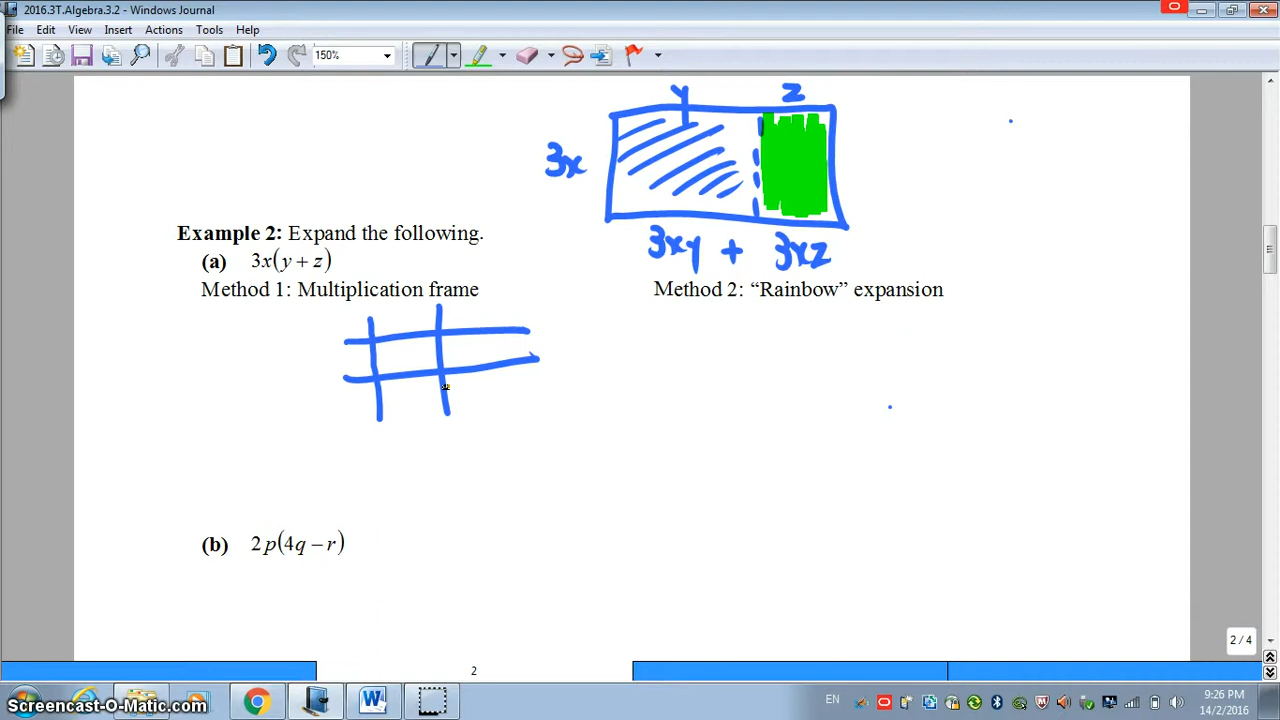 2016.3T.Algebra.3.2 - Windows Journal
File Edit View Insert Actions Tools Help
150%
y z
3x
3xy + 3xz
Example 2: Expand the following.
(a) 3x(y + z)
Method 1: Multiplication frame Method 2: “Rainbow” expansion
(b) 2p(4q − r)
2 / 4
2
EN 9:26 PM
14/2/2016
Screencast-O-Matic.com